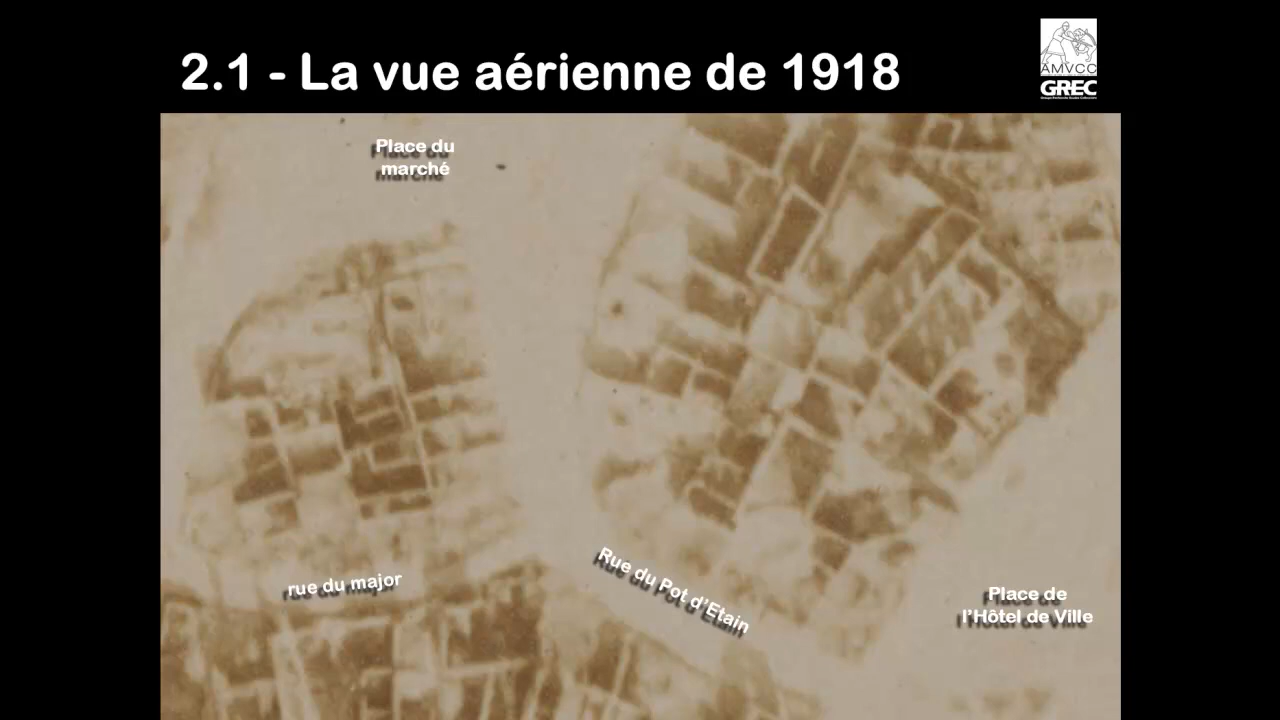 2.1 - La vue aérienne de 1918
AMVCC
GREC
Place du
marché
rue du major
Rue du Pot d'Etain
Place de
l'Hôtel de Ville